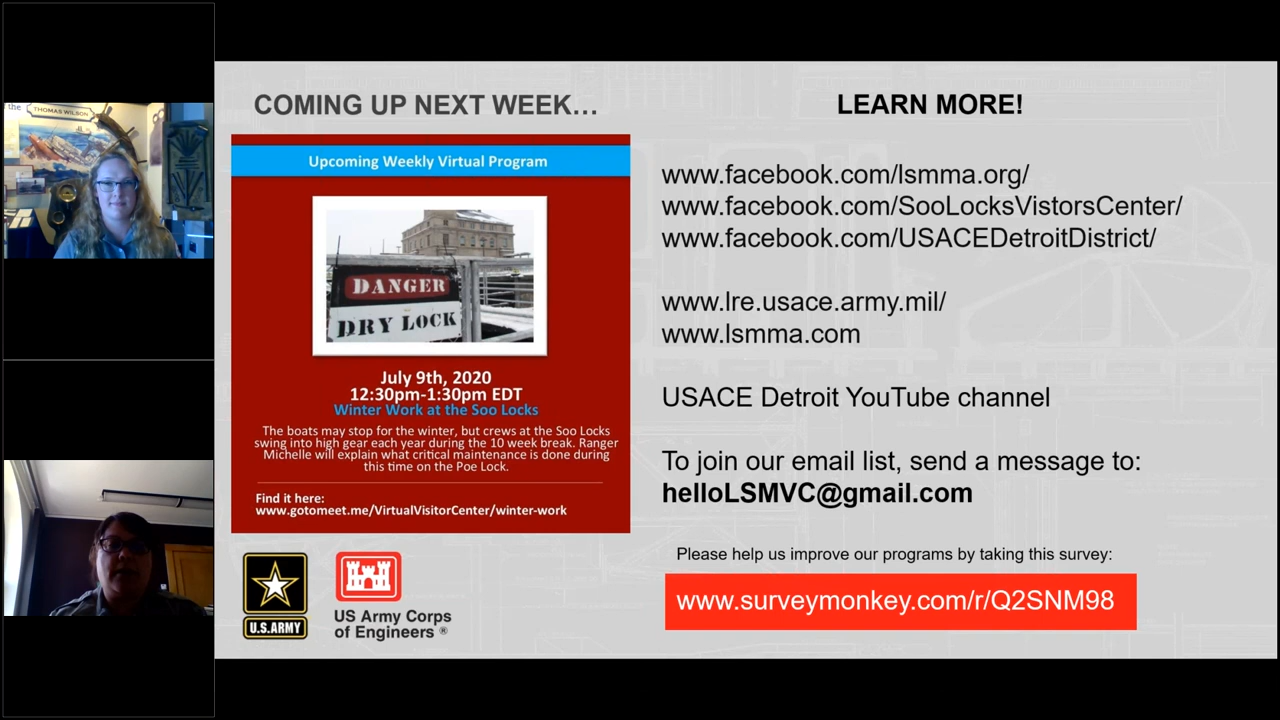 the
THOMAS WILSON
COMING UP NEXT WEEK...
Upcoming Weekly Virtual Program
DANGER
DRY LOCK
July 9th, 2020
12:30pm-1:30pm EDT
Winter Work at the Soo Locks
The boats may stop for the winter, but crews at the Soo Locks
swing into high gear each year during the 10 week break. Ranger
Michelle will explain what critical maintenance is done during
this time on the Poe Lock.
Find it here:
www.gotomeet.me/VirtualVisitorCenter/winter-work
U.S.ARMY
US Army Corps
of Engineers ®
LEARN MORE!
www.facebook.com/lsmma.org/
www.facebook.com/SooLocksVistorsCenter/
www.facebook.com/USACEDetroitDistrict/
www.lre.usace.army.mil/
www.lsmma.com
USACE Detroit YouTube channel
To join our email list, send a message to:
helloLSMVC@gmail.com
Please help us improve our programs by taking this survey:
www.surveymonkey.com/r/Q2SNM98